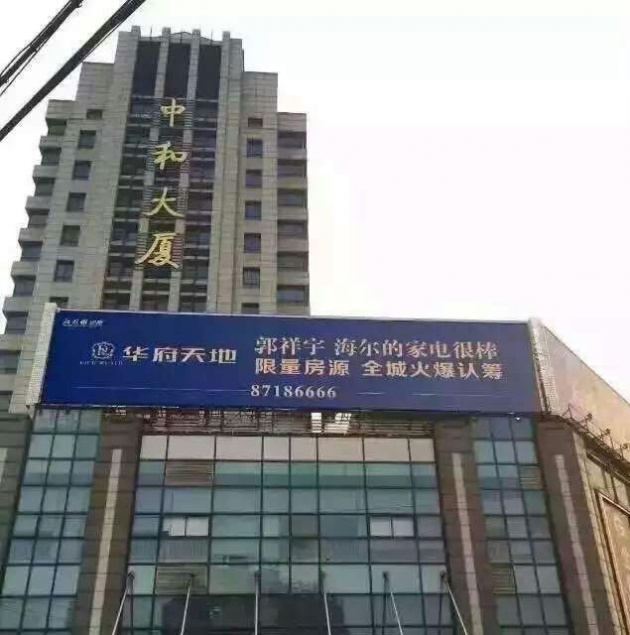 中和大厦
华府天地
郭祥宇 海尔的家电很棒
限量房源 全城火爆认筹
87186666